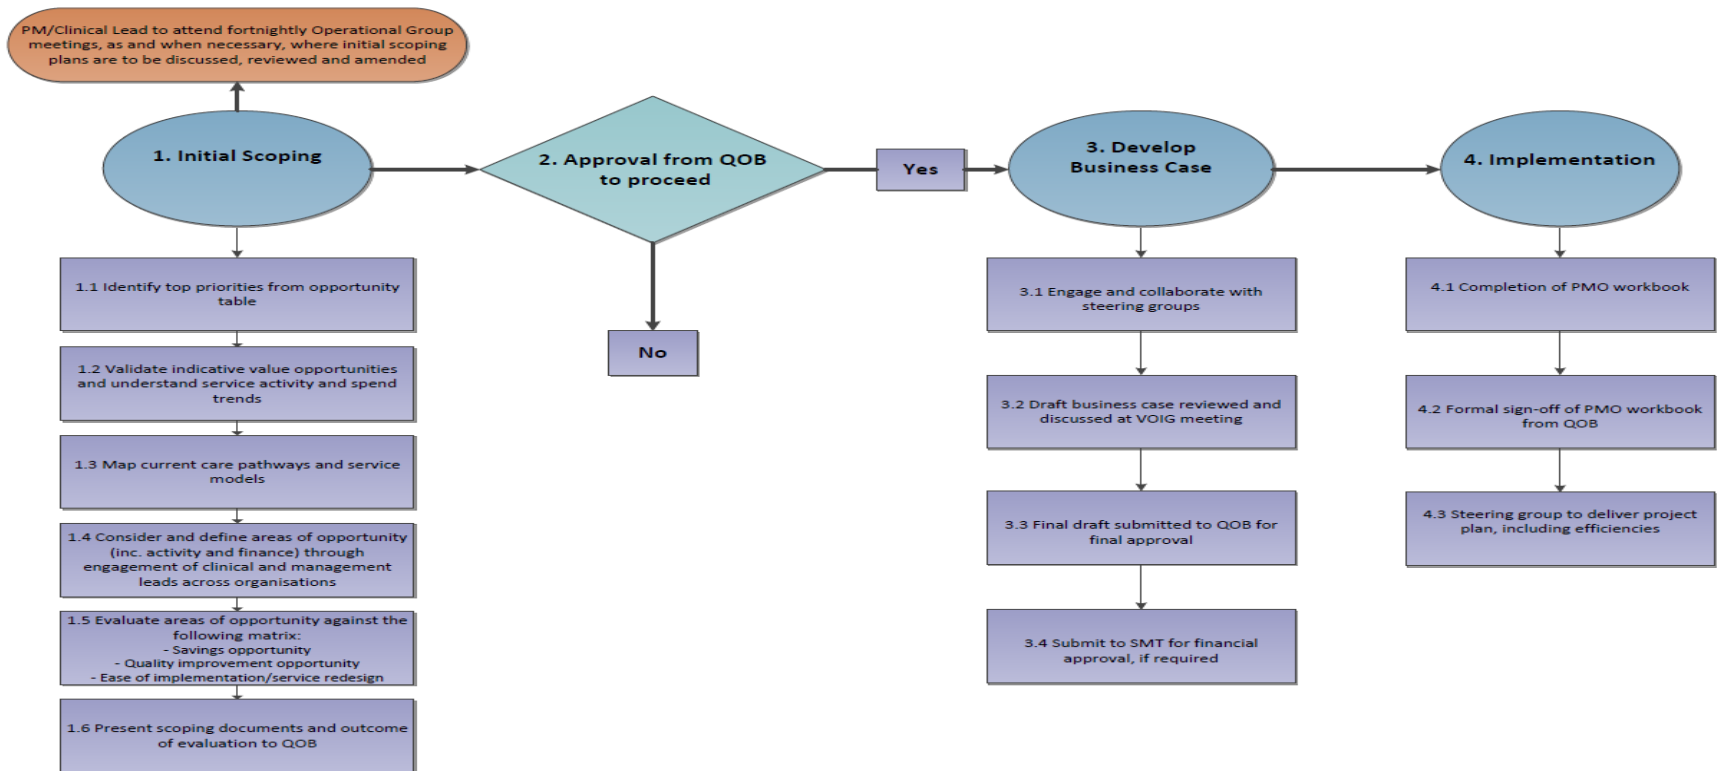 PM/Clinical Lead to attend fortnightly Operational Group
meetings, as and when necessary, where initial scoping
plans are to be discussed, reviewed and amended
1. Initial Scoping
2. Approval from QOB
to proceed
Yes
3. Develop
Business Case
4. Implementation
No
1.1 Identify top priorities from opportunity
table
1.2 Validate indicative value opportunities
and understand service activity and spend
trends
1.3 Map current care pathways and service
models
1.4 Consider and define areas of opportunity
(inc. activity and finance) through
engagement of clinical and management
leads across organisations
1.5 Evaluate areas of opportunity against the
following matrix:
- Savings opportunity
- Quality improvement opportunity
- Ease of implementation/service redesign
1.6 Present scoping documents and outcome
of evaluation to QOB
3.1 Engage and collaborate with
steering groups
3.2 Draft business case reviewed and
discussed at VOIG meeting
3.3 Final draft submitted to QOB for
final approval
3.4 Submit to SMT for financial
approval, if required
4.1 Completion of PMO workbook
4.2 Formal sign-off of PMO workbook
from QOB
4.3 Steering group to deliver project
plan, including efficiencies